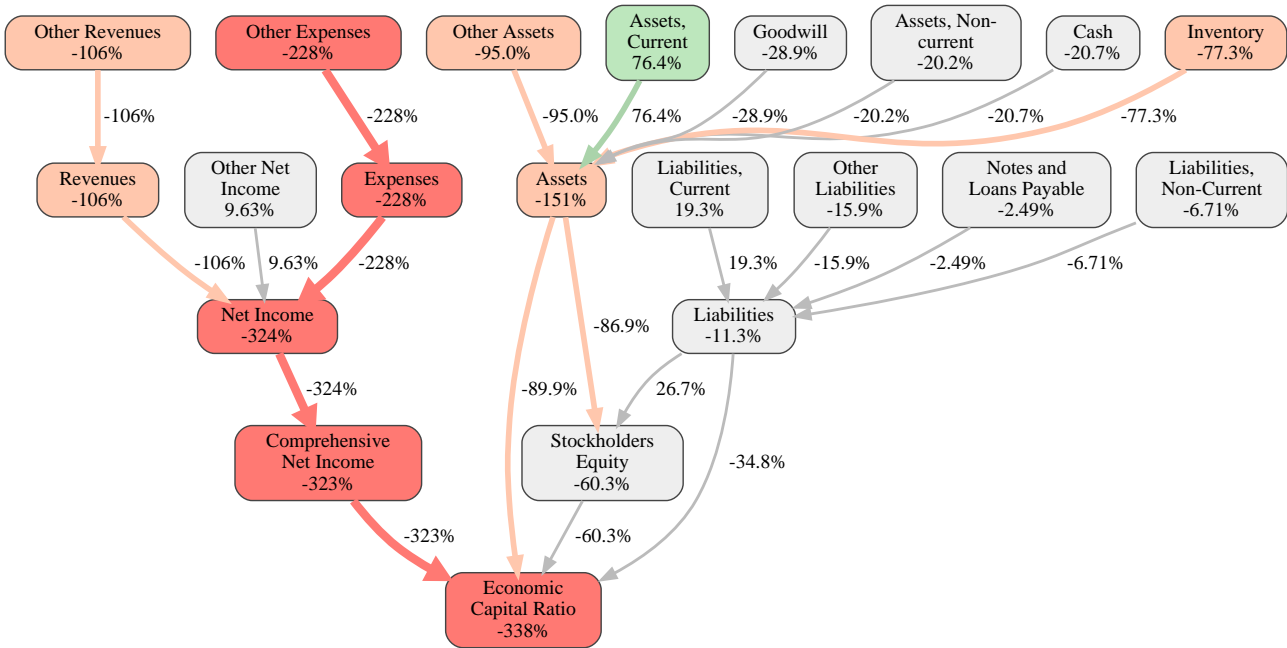 Other Revenues
-106%
Other Expenses
-228%
Other Assets
-95.0%
Assets,
Current
76.4%
Goodwill
-28.9%
Assets, Non-
current
-20.2%
Cash
-20.7%
Inventory
-77.3%
-106%
-228%
-95.0%
76.4%
-28.9%
-20.2%
-20.7%
-77.3%
Revenues
-106%
Other Net
Income
9.63%
Expenses
-228%
Assets
-151%
Liabilities,
Current
19.3%
Other
Liabilities
-15.9%
Notes and
Loans Payable
-2.49%
Liabilities,
Non-Current
-6.71%
-106%
9.63%
-228%
19.3%
-15.9%
-2.49%
-6.71%
Net Income
-324%
-86.9%
Liabilities
-11.3%
-324%
-89.9%
26.7%
Comprehensive
Net Income
-323%
Stockholders
Equity
-60.3%
-34.8%
-323%
-60.3%
Economic
Capital Ratio
-338%